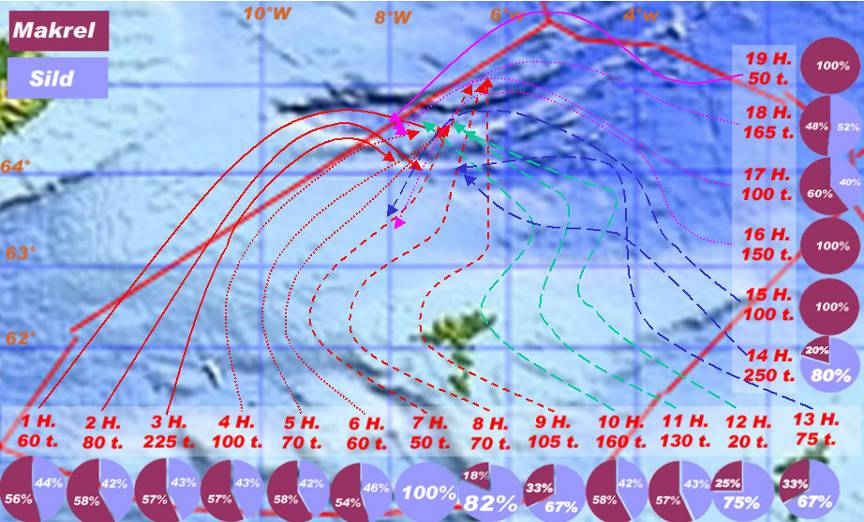 10°W 8°W 6°W 4°W
Makrel
Sild
64°
63°
62°
19 H.
50 t.
100%
18 H.
165 t.
48% 52%
17 H.
100 t.
60% 40%
16 H.
150 t.
100%
15 H.
100 t.
100%
14 H.
250 t.
20%
80%
1 H. 2 H. 3 H. 4 H. 5 H. 6 H. 7 H. 8 H. 9 H. 10 H. 11 H. 12 H. 13 H.
60 t. 80 t. 225 t. 100 t. 70 t. 60 t. 50 t. 70 t. 105 t. 160 t. 130 t. 20 t. 75 t.
56% 44% 58% 42% 57% 43% 57% 43% 58% 42% 54% 46% 100% 18% 82% 33% 67% 58% 42% 57% 43% 25% 75% 33% 67%